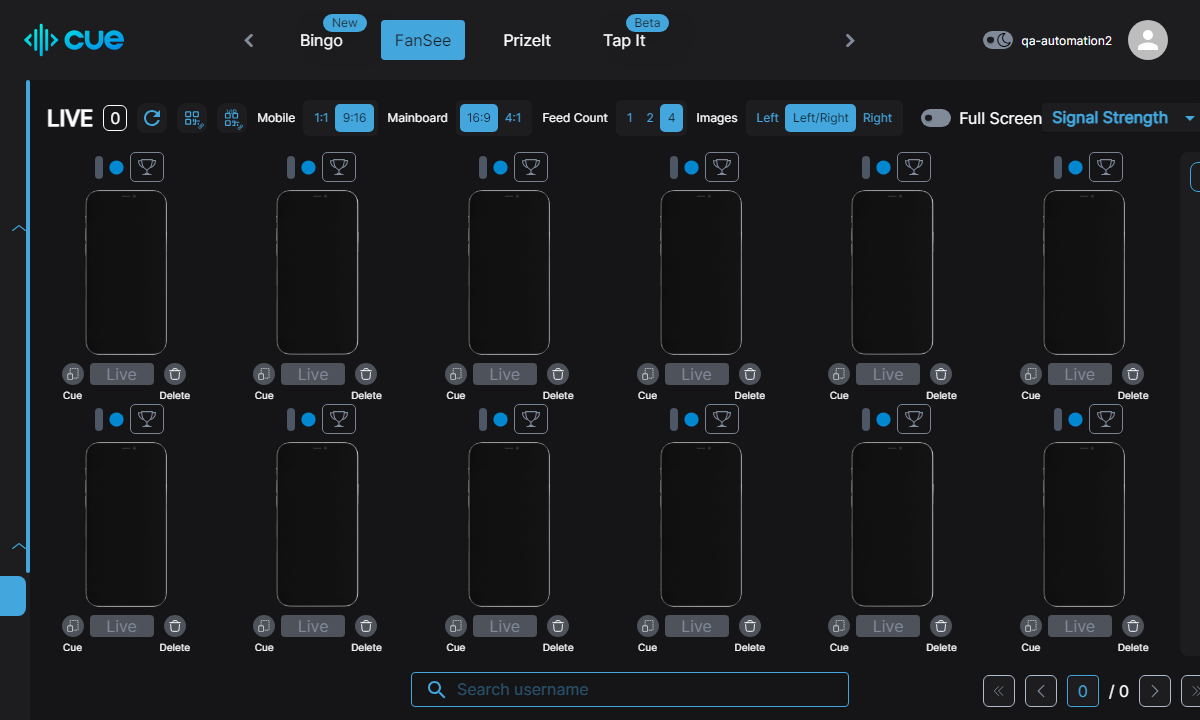 cue
Bingo New FanSee PrizeIt Tap It Beta
qa-automation2
LIVE 0 Mobile 1:1 9:16 Mainboard 16:9 4:1 Feed Count 1 2 4 Images Left Left/Right Right Full Screen Signal Strength
Live Live Live Live Live Live
Cue Delete Cue Delete Cue Delete Cue Delete Cue Delete Cue Delete
Live Live Live Live Live Live
Cue Delete Cue Delete Cue Delete Cue Delete Cue Delete Cue Delete
Search username
0 / 0